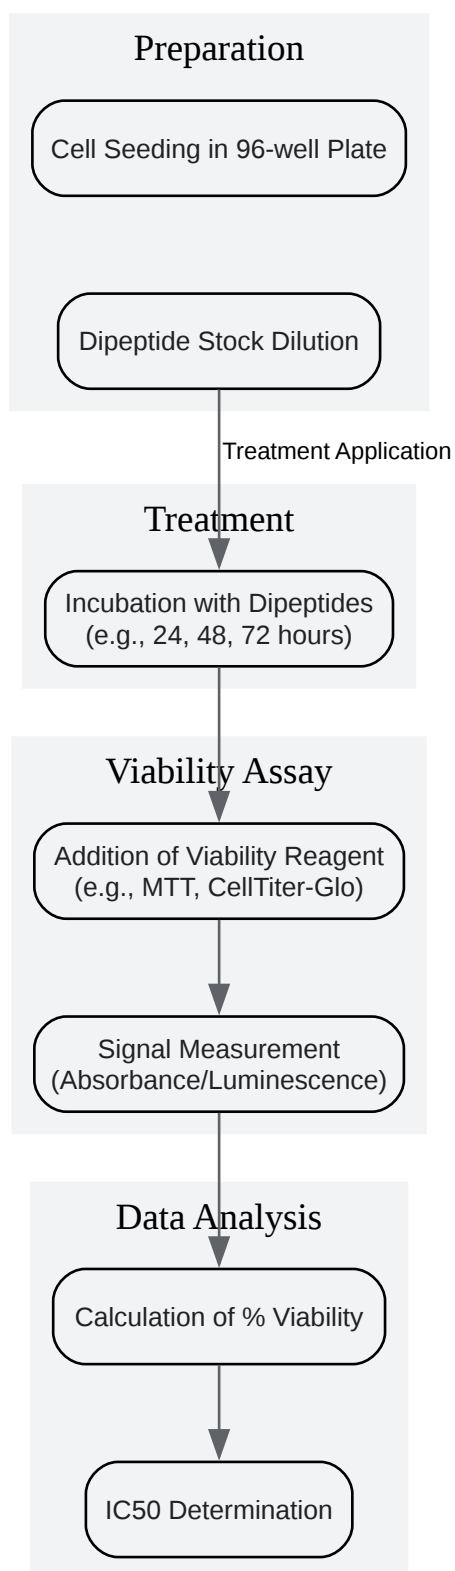 Preparation
Cell Seeding in 96-well Plate
Dipeptide Stock Dilution
Treatment Application
Treatment
Incubation with Dipeptides
(e.g., 24, 48, 72 hours)
Viability Assay
Addition of Viability Reagent
(e.g., MTT, CellTiter-Glo)
Signal Measurement
(Absorbance/Luminescence)
Data Analysis
Calculation of % Viability
IC50 Determination